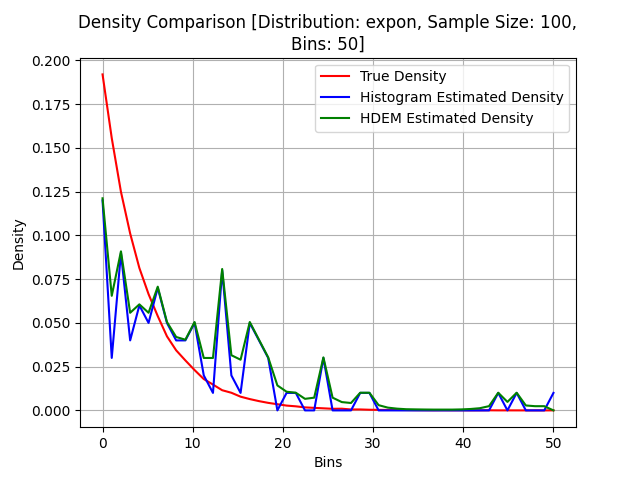 Density Comparison [Distribution: expon, Sample Size: 100,
Bins: 50]
True Density
Histogram Estimated Density
HDEM Estimated Density
Density
0.200
0.175
0.150
0.125
0.100
0.075
0.050
0.025
0.000
0 10 20 30 40 50
Bins